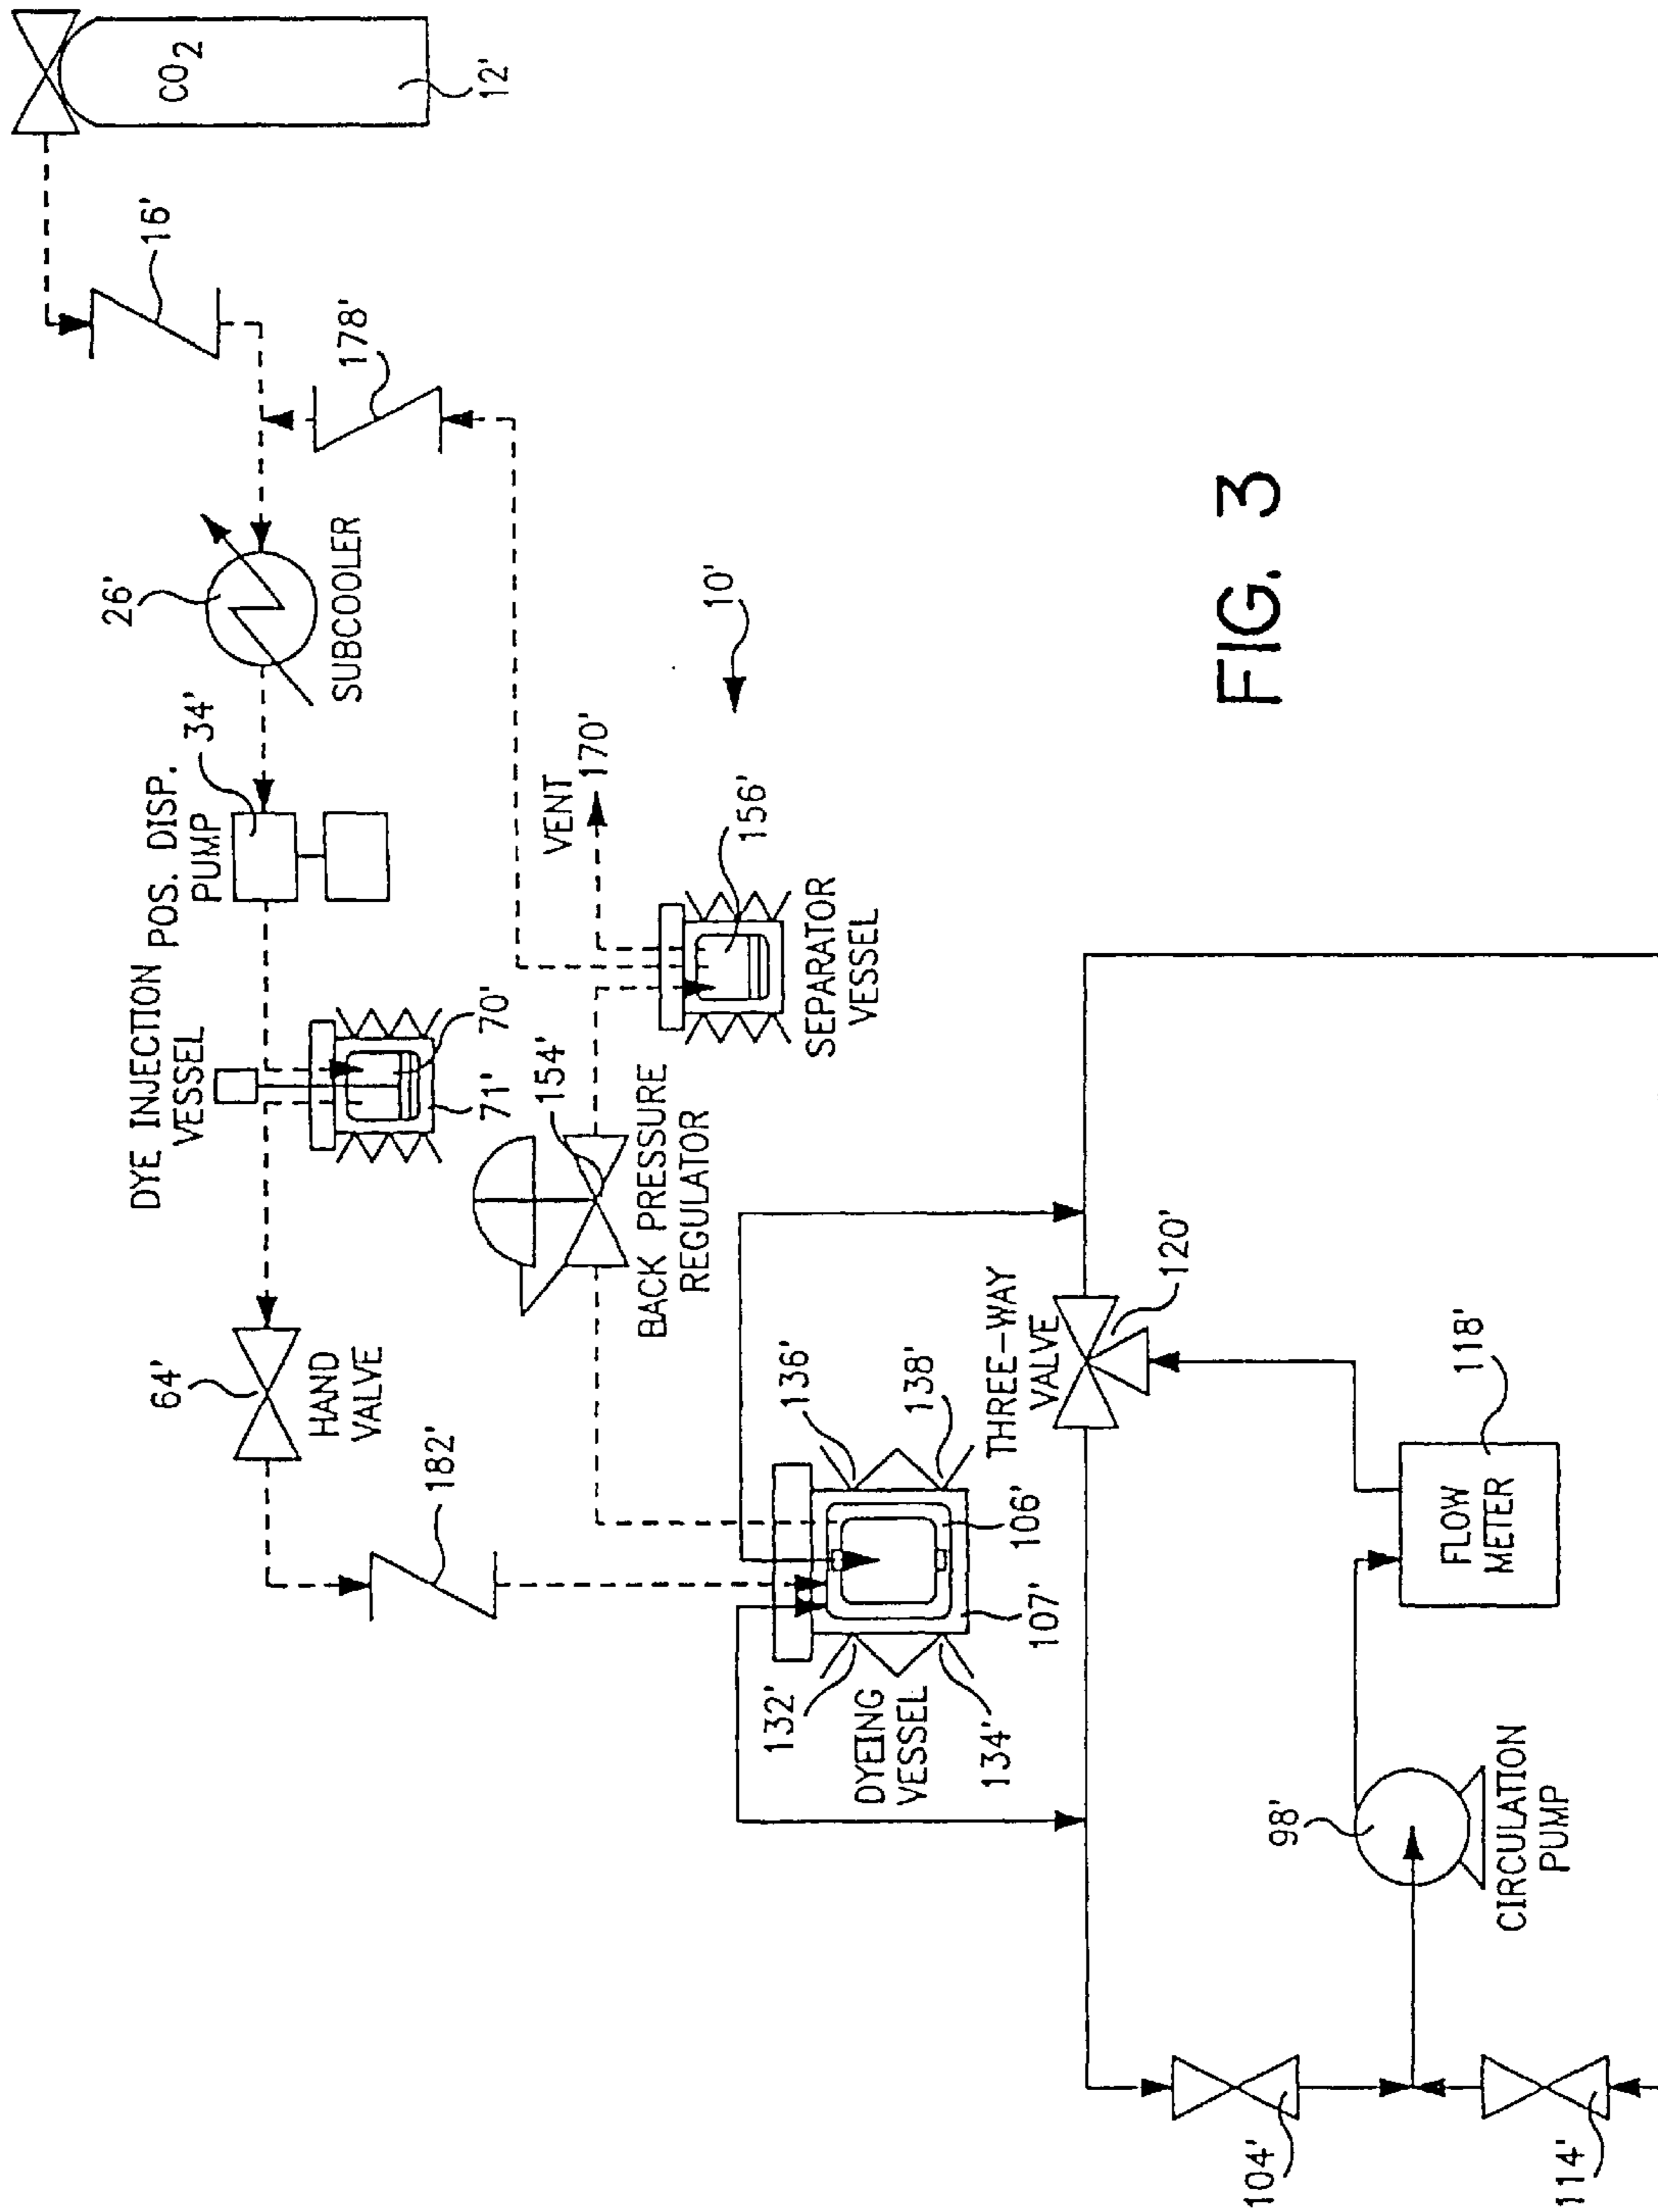 CO2
12'
16'
178'
26'
SUBCOOLER
34'
POS. DISP.
PUMP
DYE INJECTION
VESSEL
70'
71'
64'
HAND
VALVE
182'
10'
VENT
170'
156'
SEPARATOR
VESSEL
154'
BACK PRESSURE
REGULATOR
136'
138'
106'
107'
132'
134'
DYEING
VESSEL
THREE-WAY
VALVE
120'
118'
FLOW
METER
98'
CIRCULATION
PUMP
104'
114'
FIG. 3